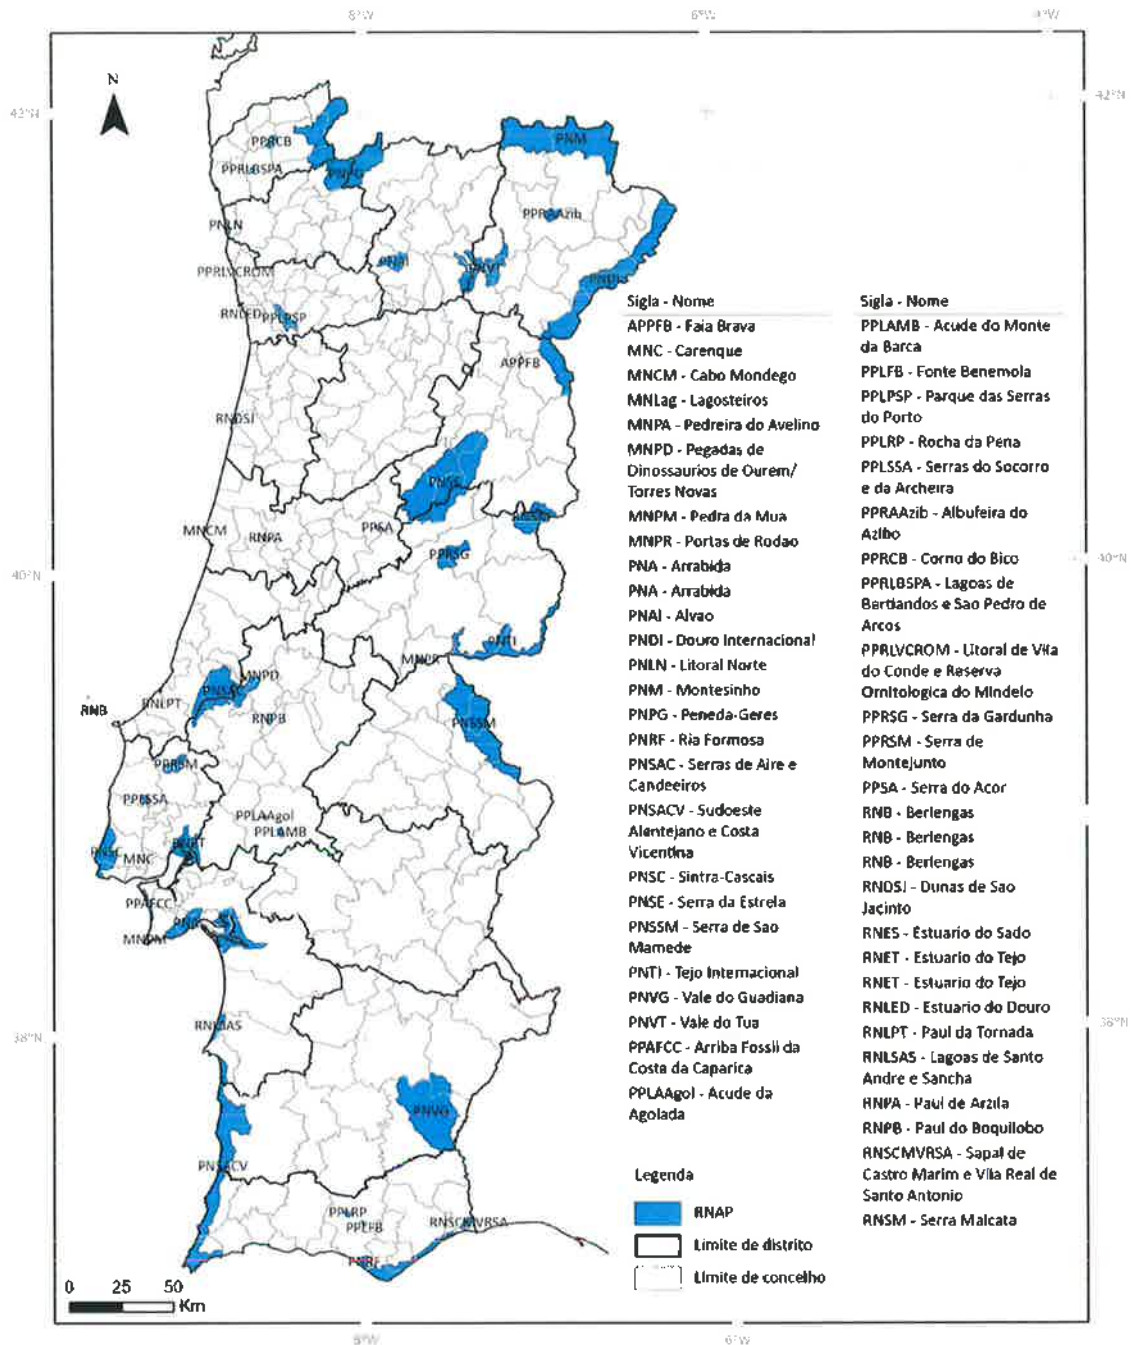 8°W
6°W
4°W
42°N
42°N
N
PPRCB
PNM
PPRLBSPA
PNPG
PPRAAzib
PNLN
PNAl
PNVT
PPRLVCROM
PNDI
RNLED
PPLPSP
APPFB
RNDSJ
PNSE
MNCM
RNPA
PPSA
RNSM
PPRSG
40°N
40°N
PNTI
MNPR
MNPD
PNSAC
RNLPT
RNB
RNPB
PNSSM
PPRSM
PPLSSA
PPLAAgol
PPLAMB
PNSC
MNC
RNET
PPAFCC
PNA
MNPM
RNLSAS
38°N
38°N
PNVG
PNSACV
PPLRP
PPLFB
RNSCMVRSA
PNRF
0 25 50
Km
8°W
6°W
Sigla - Nome
APPFB - Faia Brava
MNC - Carenque
MNCM - Cabo Mondego
MNLag - Lagosteiros
MNPA - Pedreira do Avelino
MNPD - Pegadas de
Dinossaurios de Ourem/
Torres Novas
MNPM - Pedra da Mua
MNPR - Portas de Rodao
PNA - Arrabida
PNA - Arrabida
PNAl - Alvao
PNDI - Douro Internacional
PNLN - Litoral Norte
PNM - Montesinho
PNPG - Peneda-Geres
PNRF - Ria Formosa
PNSAC - Serras de Aire e
Candeeiros
PNSACV - Sudoeste
Alentejano e Costa
Vicentina
PNSC - Sintra-Cascais
PNSE - Serra da Estrela
PNSSM - Serra de Sao
Mamede
PNTI - Tejo Internacional
PNVG - Vale do Guadiana
PNVT - Vale do Tua
PPAFCC - Arriba Fossil da
Costa da Caparica
PPLAAgol - Acude da
Agolada
Sigla - Nome
PPLAMB - Acude do Monte
da Barca
PPLFB - Fonte Benemola
PPLPSP - Parque das Serras
do Porto
PPLRP - Rocha da Pena
PPLSSA - Serras do Socorro
e da Archeira
PPRAAzib - Albufeira do
Azibo
PPRCB - Corno do Bico
PPRLBSPA - Lagoas de
Bertiandos e Sao Pedro de
Arcos
PPRLVCROM - Litoral de Vila
do Conde e Reserva
Ornitologica do Mindelo
PPRSG - Serra da Gardunha
PPRSM - Serra de
Montejunto
PPSA - Serra do Acor
RNB - Berlengas
RNB - Berlengas
RNB - Berlengas
RNDSJ - Dunas de Sao
Jacinto
RNES - Estuario do Sado
RNET - Estuario do Tejo
RNET - Estuario do Tejo
RNLED - Estuario do Douro
RNLPT - Paul da Tornada
RNLSAS - Lagoas de Santo
Andre e Sancha
RNPA - Paul de Arzila
RNPB - Paul do Boquilobo
RNSCMVRSA - Sapal de
Castro Marim e Vila Real de
Santo Antonio
RNSM - Serra Malcata
Legenda
RNAP
Limite de distrito
Limite de concelho